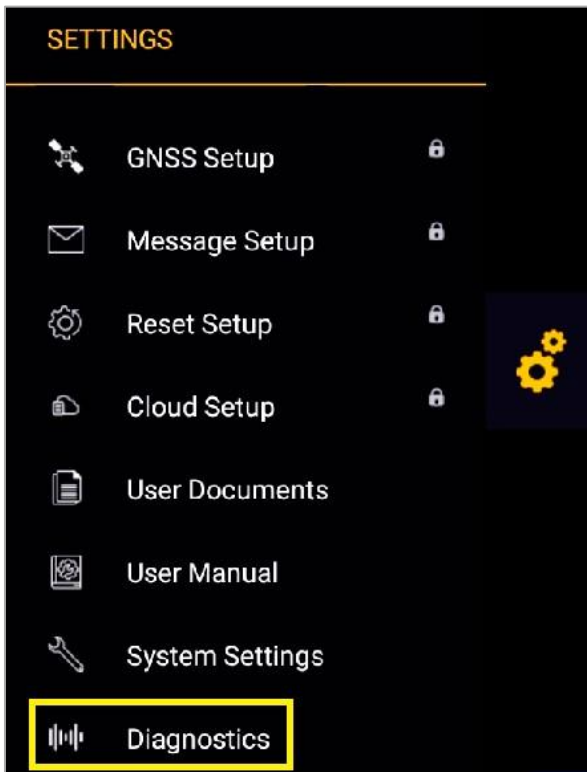 SETTINGS
GNSS Setup
Message Setup
Reset Setup
Cloud Setup
User Documents
User Manual
System Settings
Diagnostics